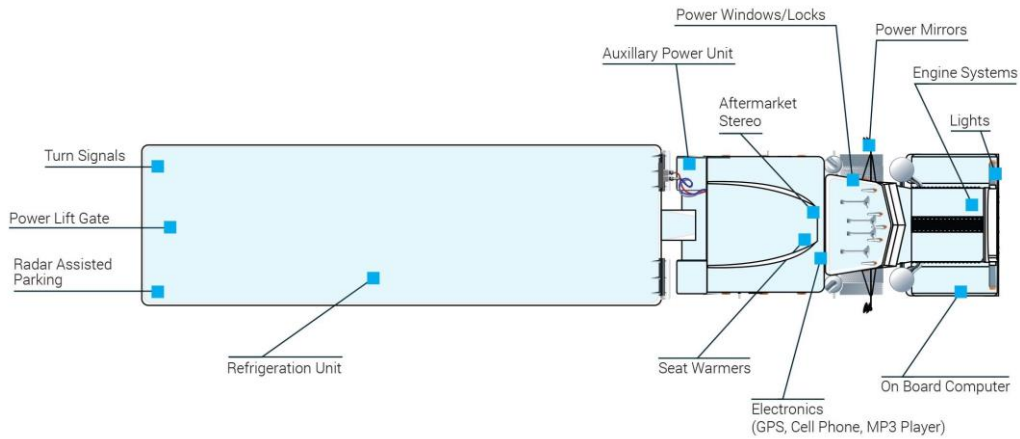 Power Windows/Locks
Power Mirrors
Auxillary Power Unit
Engine Systems
Aftermarket
Stereo
Lights
Turn Signals
Power Lift Gate
Radar Assisted
Parking
Refrigeration Unit
Seat Warmers
On Board Computer
Electronics
(GPS, Cell Phone, MP3 Player)